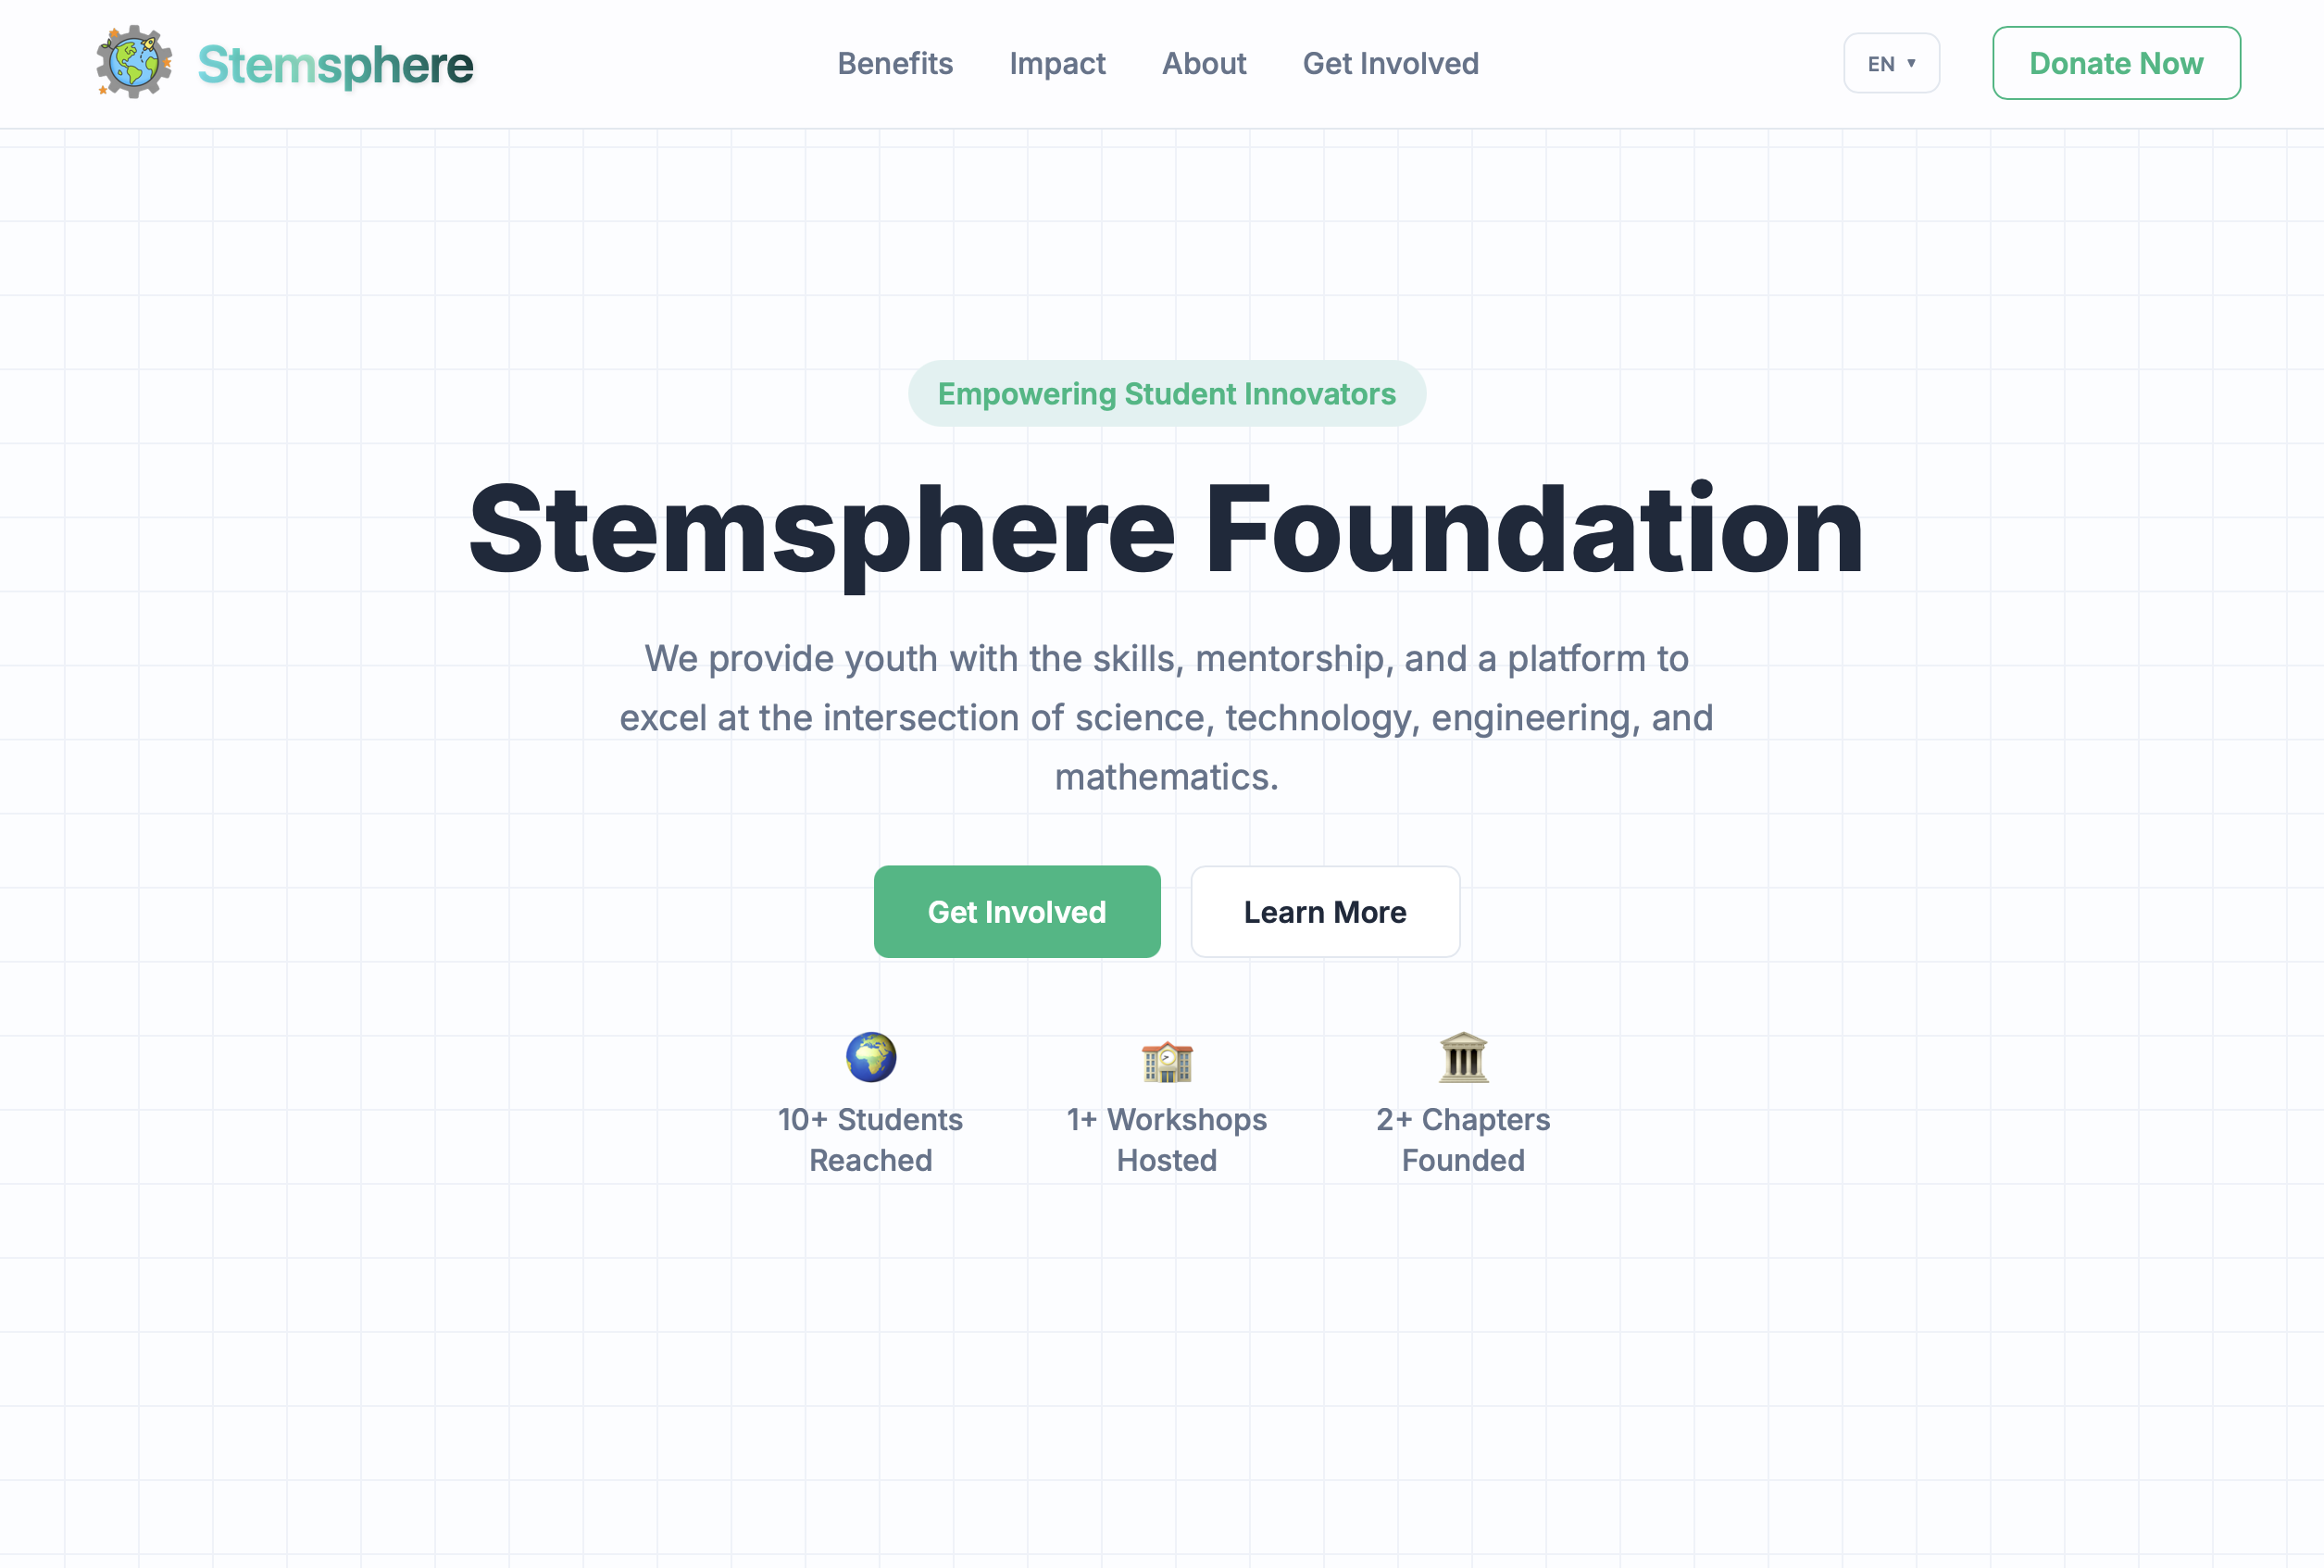 Stemsphere
Benefits Impact About Get Involved
EN ▼
Donate Now
Empowering Student Innovators
Stemsphere Foundation
We provide youth with the skills, mentorship, and a platform to
excel at the intersection of science, technology, engineering, and
mathematics.
Get Involved
Learn More
10+ Students
Reached
1+ Workshops
Hosted
2+ Chapters
Founded